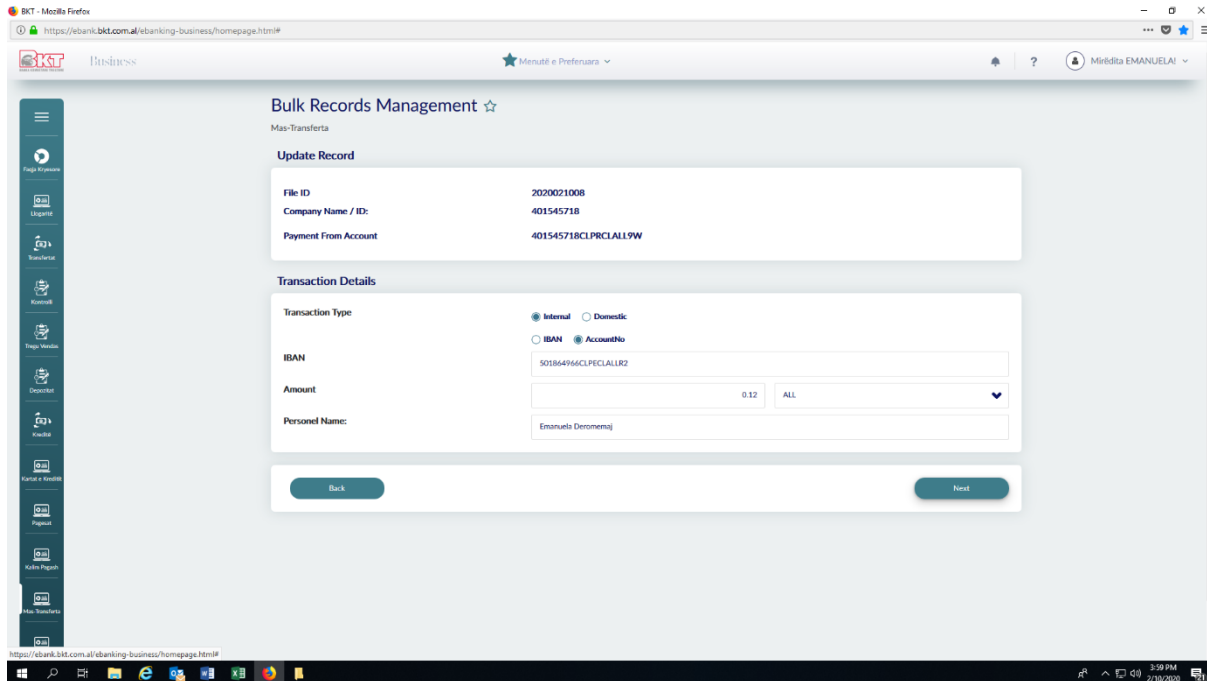 BKT - Mozilla Firefox
https://ebank.bkt.com.al/ebanking-business/homepage.html#
BKT
Business
Menutë e Preferuara
?
Mirëdita EMANUELA!
Bulk Records Management
Mas-Transferta
Update Record
File ID 2020021008
Company Name / ID: 401545718
Payment From Account 401545718CLPRCLALL9W
Transaction Details
Transaction Type
Internal Domestic
IBAN AccountNo
IBAN 501864966CLPECLALLR2
Amount 0.12 ALL
Personel Name: Emanuela Deromemaj
Back Next
Faqja Kryesore
Llogaritë
Transfertat
Kontrolli
Tregu Vendas
Depozitat
Kreditë
Kartat e Kreditit
Pagesat
Kalim Pagash
Mas-Transferta
https://ebank.bkt.com.al/ebanking-business/homepage.html#
3:59 PM
2/10/2020
21